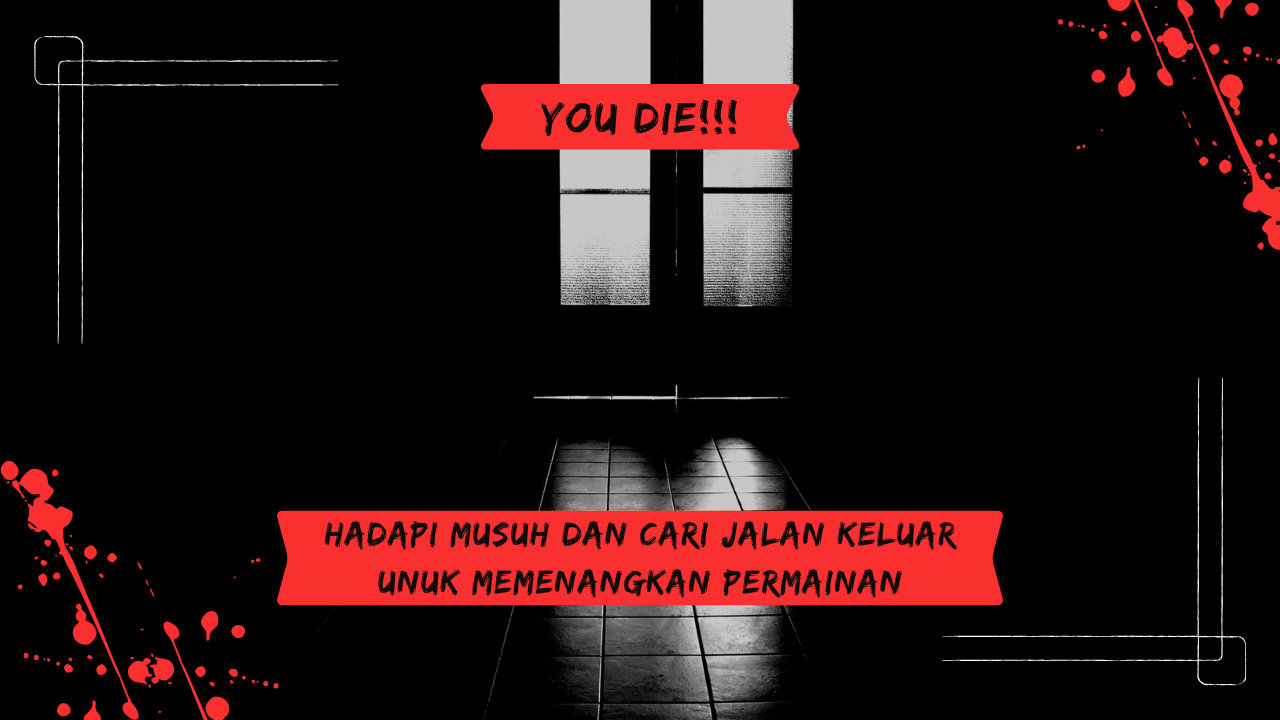 YOU DIE!!!
HADAPI MUSUH DAN CARI JALAN KELUAR
UNUK MEMENANGKAN PERMAINAN